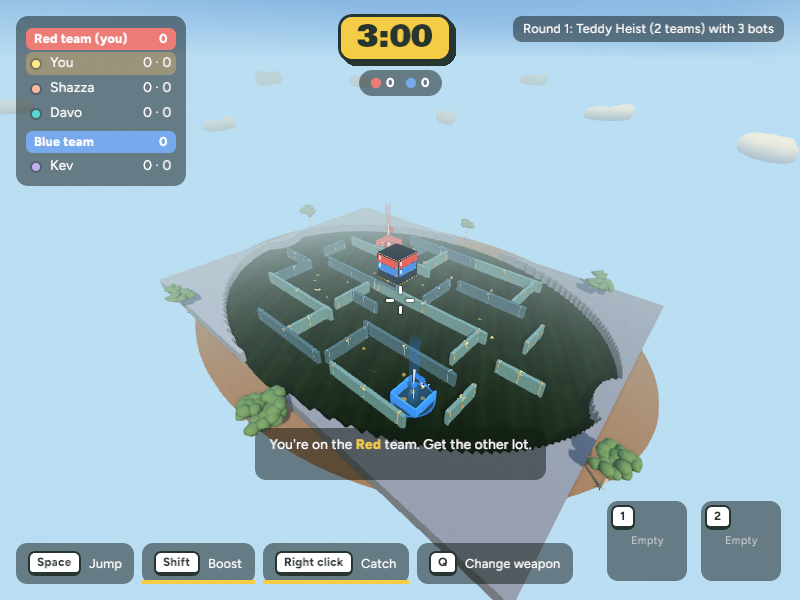 Red team (you) 0
You 0 · 0
Shazza 0 · 0
Davo 0 · 0
Blue team 0
Kev 0 · 0
3:00
0 0
Round 1: Teddy Heist (2 teams) with 3 bots
You're on the Red team. Get the other lot.
Space Jump
Shift Boost
Right click Catch
Q Change weapon
1
Empty
2
Empty